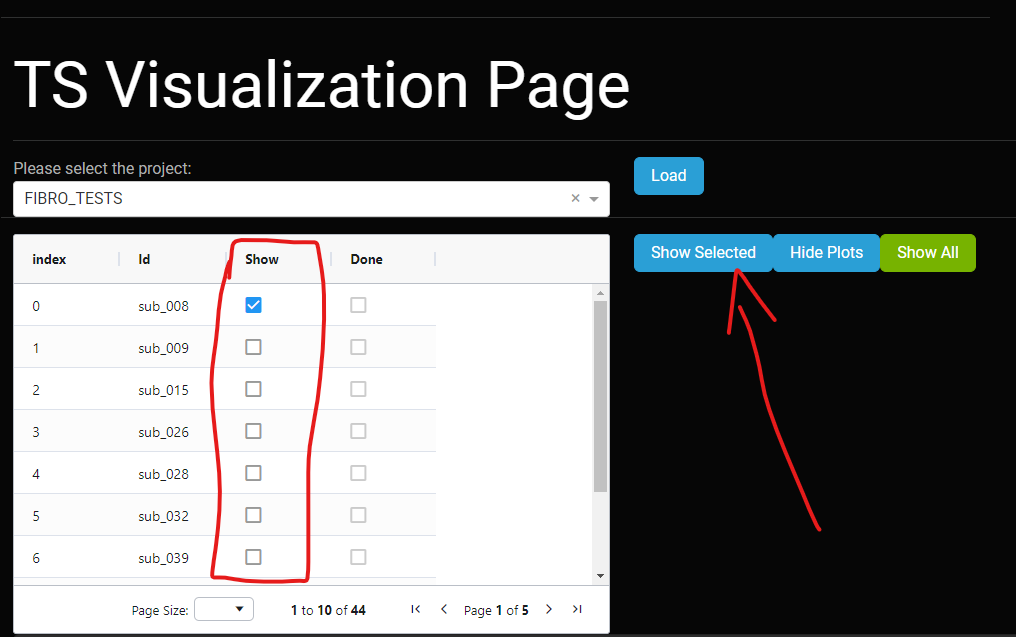 TS Visualization Page
Please select the project:
Load
FIBRO_TESTS
Show Selected Hide Plots Show All
index Id Show Done
0 sub_008
1 sub_009
2 sub_015
3 sub_026
4 sub_028
5 sub_032
6 sub_039
Page Size: 1 to 10 of 44 Page 1 of 5